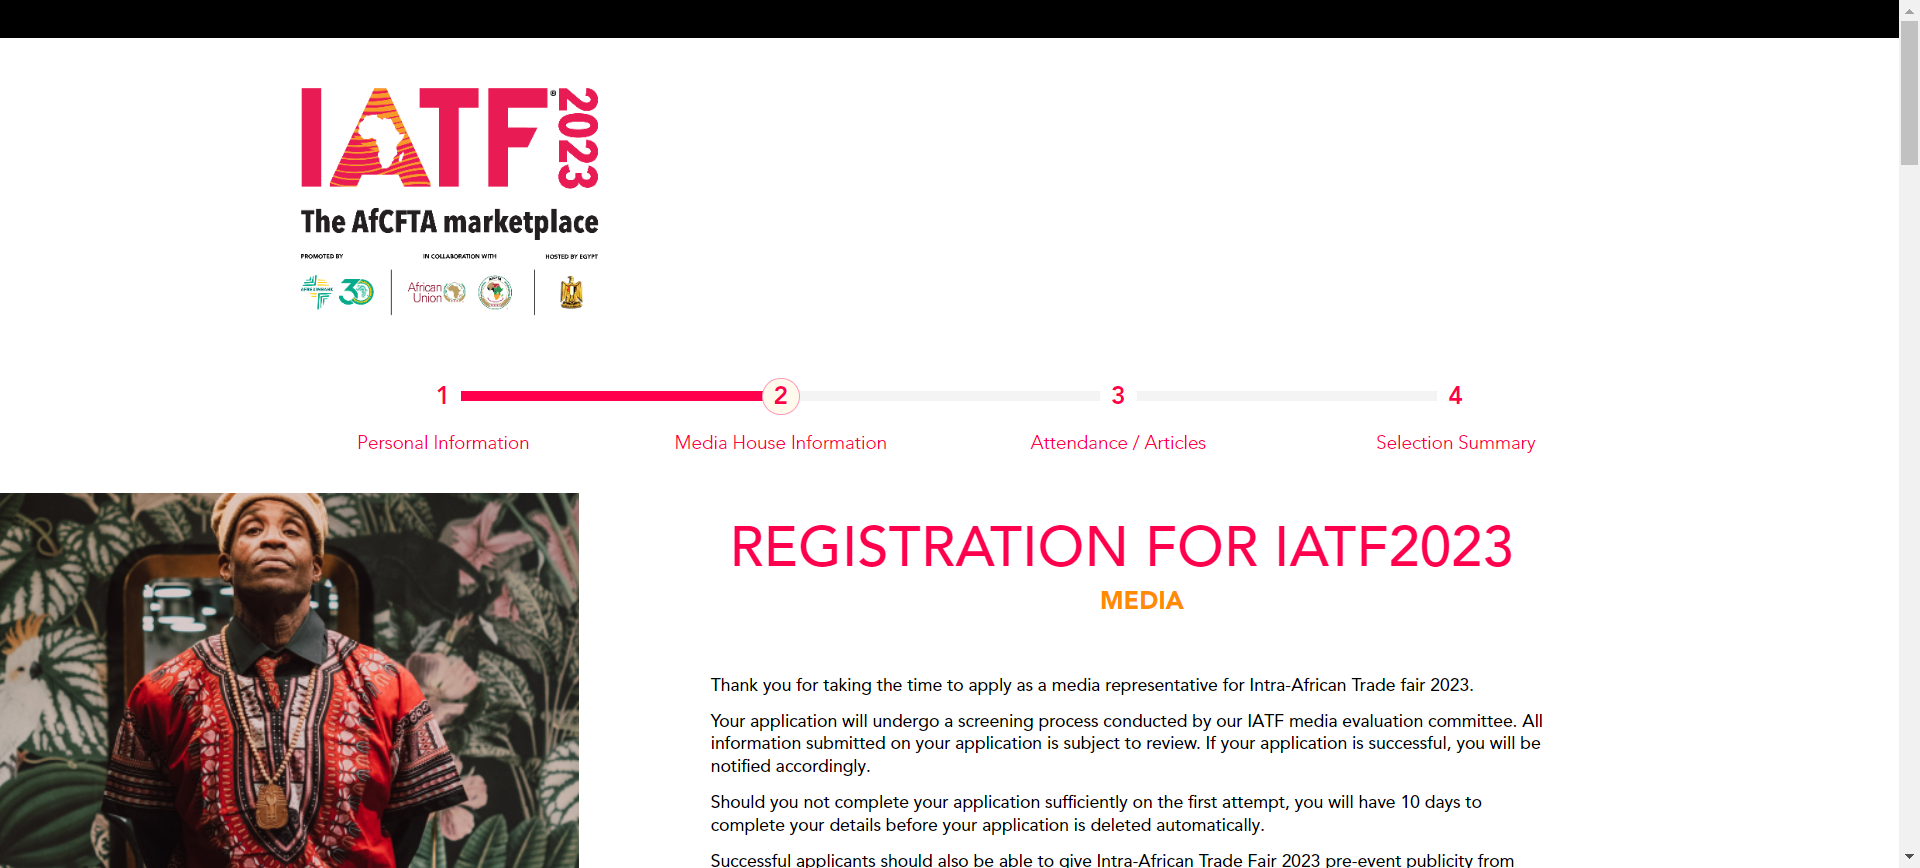 IATF® 2023
The AfCFTA marketplace
PROMOTED BY
IN COLLABORATION WITH
HOSTED BY EGYPT
AFREXIMBANK
30
African
Union
1
2
3
4
Personal Information
Media House Information
Attendance / Articles
Selection Summary
REGISTRATION FOR IATF2023
MEDIA
Thank you for taking the time to apply as a media representative for Intra-African Trade fair 2023.
Your application will undergo a screening process conducted by our IATF media evaluation committee. All
information submitted on your application is subject to review. If your application is successful, you will be
notified accordingly.
Should you not complete your application sufficiently on the first attempt, you will have 10 days to
complete your details before your application is deleted automatically.
Successful applicants should also be able to give Intra-African Trade Fair 2023 pre-event publicity from